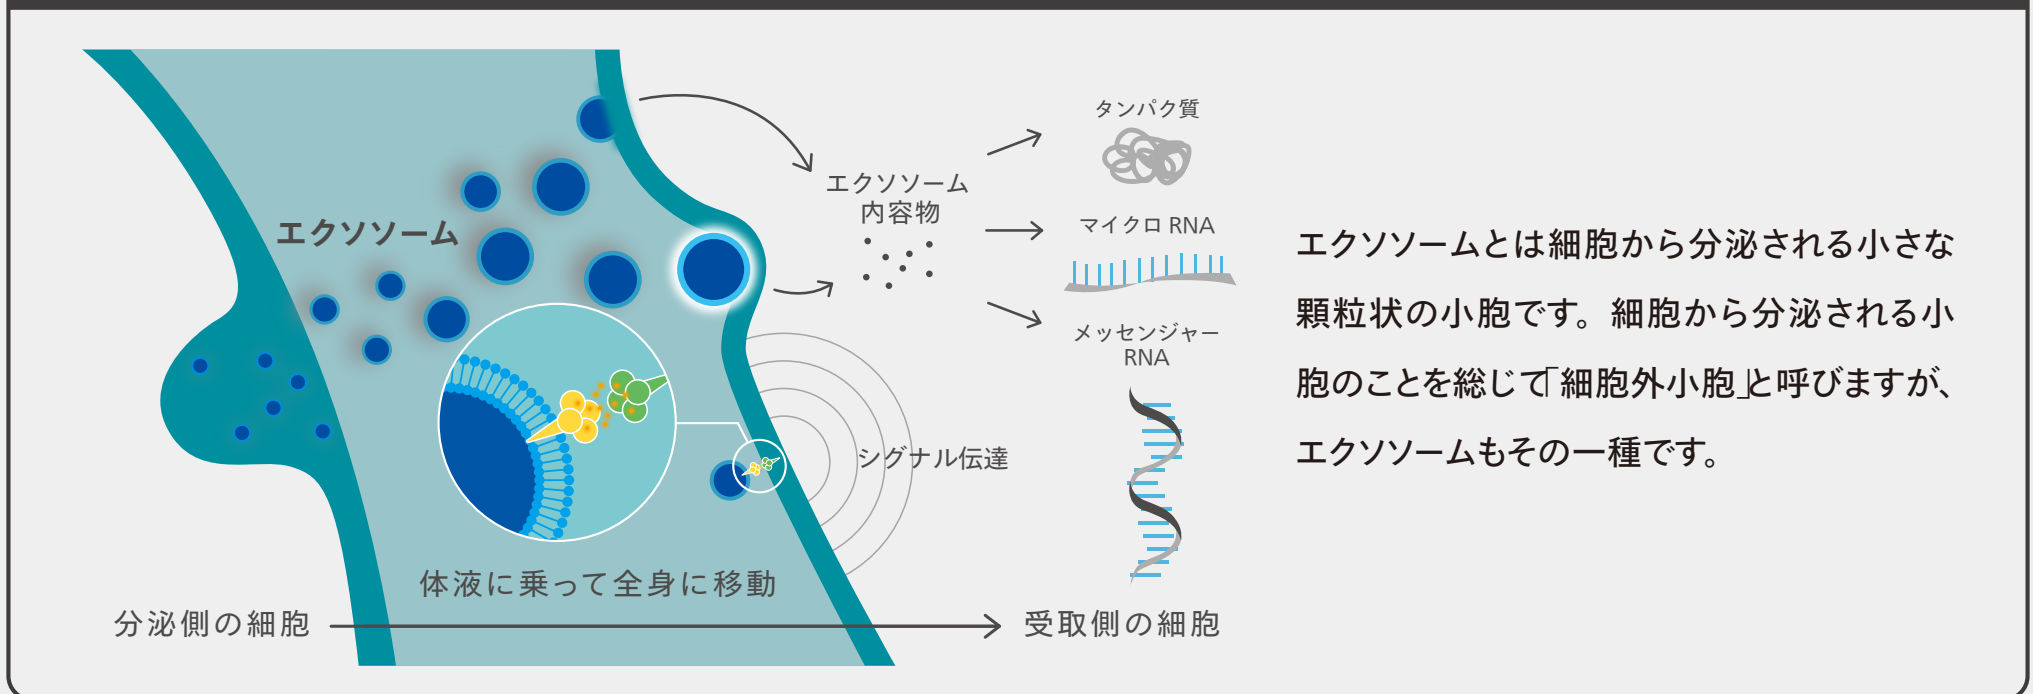 エクソソーム
エクソソーム
内容物
タンパク質
マイクロ RNA
メッセンジャー
RNA
シグナル伝達
体液に乗って全身に移動
分泌側の細胞
受取側の細胞
エクソソームとは細胞から分泌される小さな
顆粒状の小胞です。細胞から分泌される小
胞のことを総じて「細胞外小胞」と呼びますが、
エクソソームもその一種です。